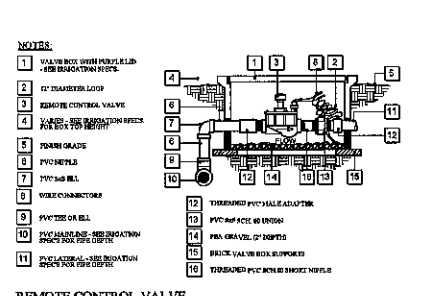 NOTES:
1 VALVE BOX WITH PURPLE LID
- SEE IRRIGATION SPECS.
2 12" DIAMETER LOOP
3 REMOTE CONTROL VALVE
4 VARIES - SEE IRRIGATION SPECS
FOR BOX TOP HEIGHT
5 FINISH GRADE
6 PVC NIPPLE
7 PVC SxS ELL
8 WIRE CONNECTORS
9 PVC TEE OR ELL
10 PVC MAINLINE - SEE IRRIGATION
SPECS FOR PIPE DEPTH
11 PVC LATERAL - SEE IRRIGATION
SPECS FOR PIPE DEPTH
1 3 8 2
4 5
6 11
7
6 FLOW 12
9
10 12 14 16 13 15
12 THREADED PVC MALE ADAPTER
13 PVC SCH. 80 UNION
14 PEA GRAVEL (2" DEPTH)
15 BRICK VALVE BOX SUPPORTS
16 THREADED PVC SCH 80 SHORT NIPPLE
REMOTE CONTROL VALVE